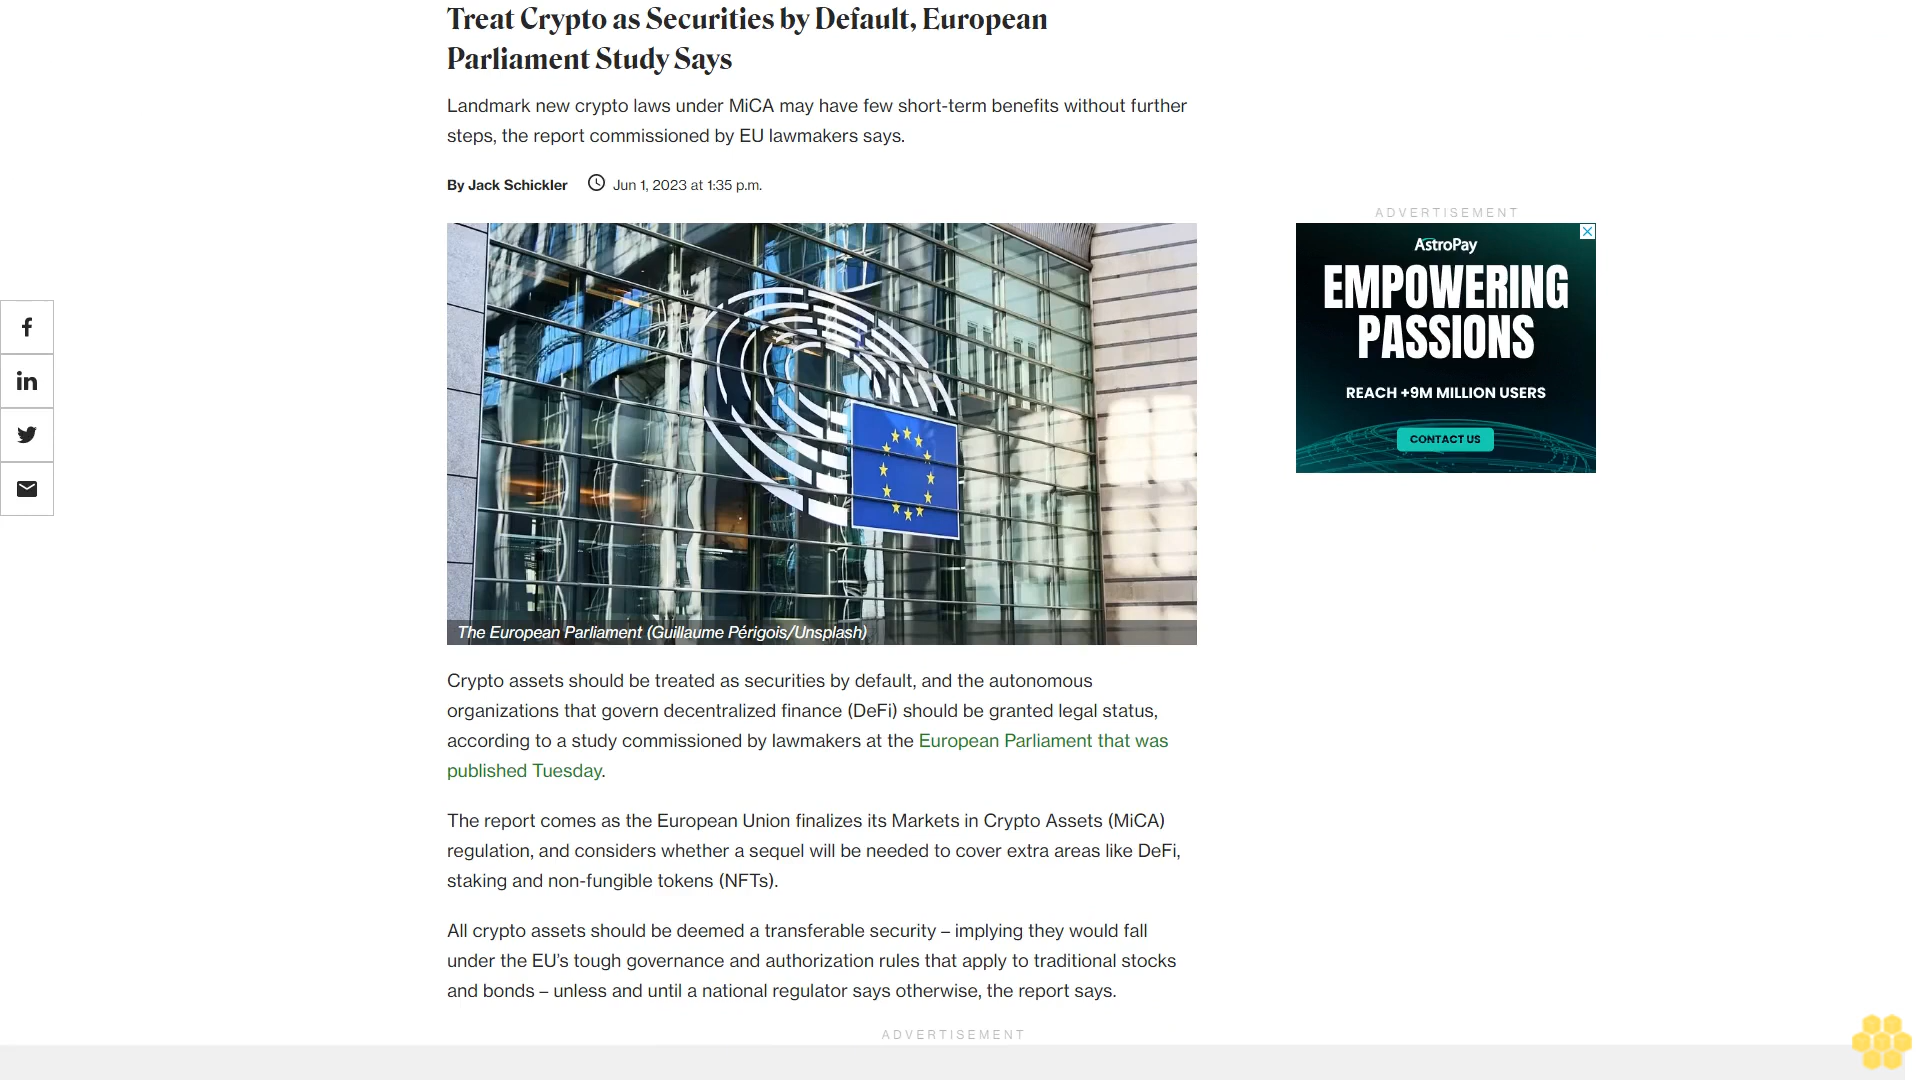 Treat Crypto as Securities by Default, European
Parliament Study Says
Landmark new crypto laws under MiCA may have few short-term benefits without further
steps, the report commissioned by EU lawmakers says.
By Jack Schickler Jun 1, 2023 at 1:35 p.m.
ADVERTISEMENT
AstroPay
EMPOWERING
PASSIONS
REACH +9M MILLION USERS
CONTACT US
The European Parliament (Guillaume Périgois/Unsplash)
Crypto assets should be treated as securities by default, and the autonomous
organizations that govern decentralized finance (DeFi) should be granted legal status,
according to a study commissioned by lawmakers at the European Parliament that was
published Tuesday.
The report comes as the European Union finalizes its Markets in Crypto Assets (MiCA)
regulation, and considers whether a sequel will be needed to cover extra areas like DeFi,
staking and non-fungible tokens (NFTs).
All crypto assets should be deemed a transferable security – implying they would fall
under the EU's tough governance and authorization rules that apply to traditional stocks
and bonds – unless and until a national regulator says otherwise, the report says.
ADVERTISEMENT